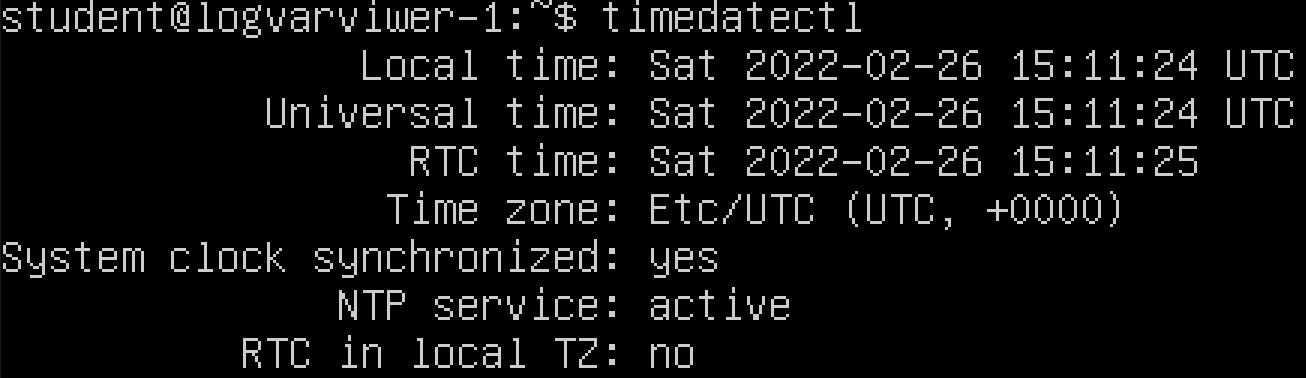 student@logvarviwer-1:~$ timedatectl
Local time: Sat 2022-02-26 15:11:24 UTC
Universal time: Sat 2022-02-26 15:11:24 UTC
RTC time: Sat 2022-02-26 15:11:25
Time zone: Etc/UTC (UTC, +0000)
System clock synchronized: yes
NTP service: active
RTC in local TZ: no